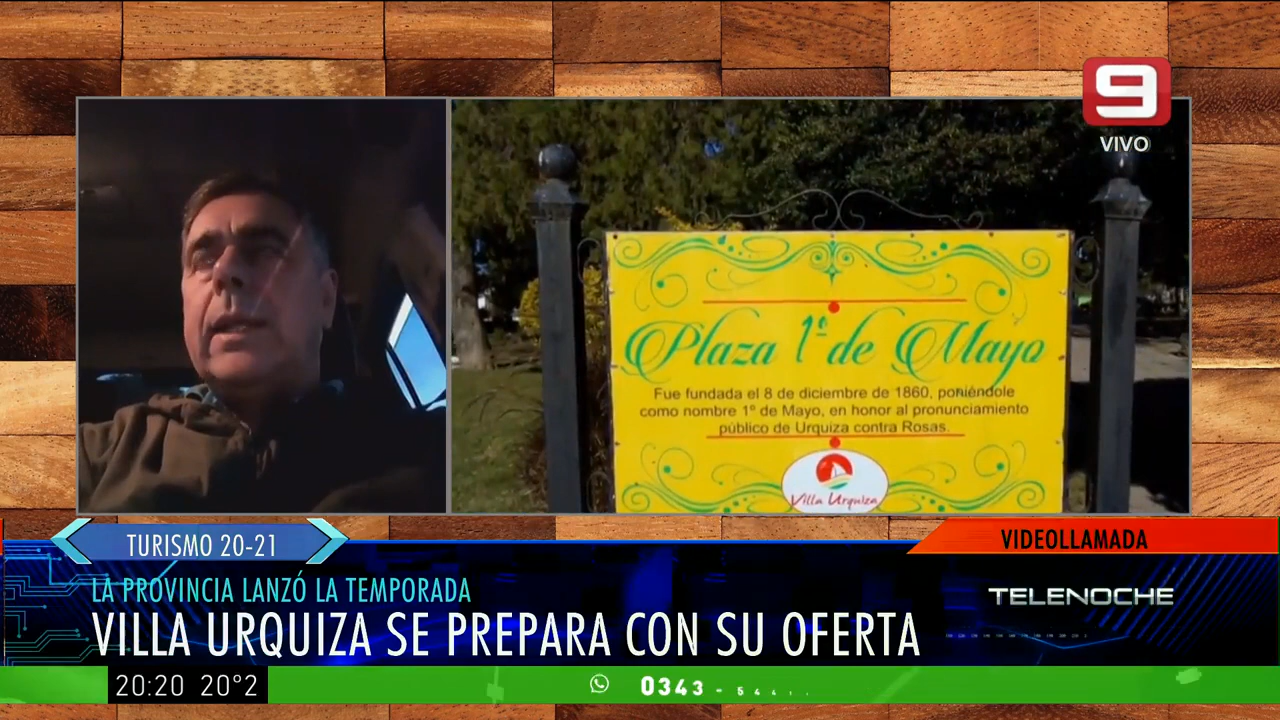 9
VIVO
Plaza 1º de Mayo
Fue fundada el 8 de diciembre de 1860, poniéndole
como nombre 1º de Mayo, en honor al pronunciamiento
público de Urquiza contra Rosas.
Villa Urquiza
TURISMO 20-21
VIDEOLLAMADA
LA PROVINCIA LANZÓ LA TEMPORADA
TELENOCHE
VILLA URQUIZA SE PREPARA CON SU OFERTA
20:20 20°2
0343 - 544